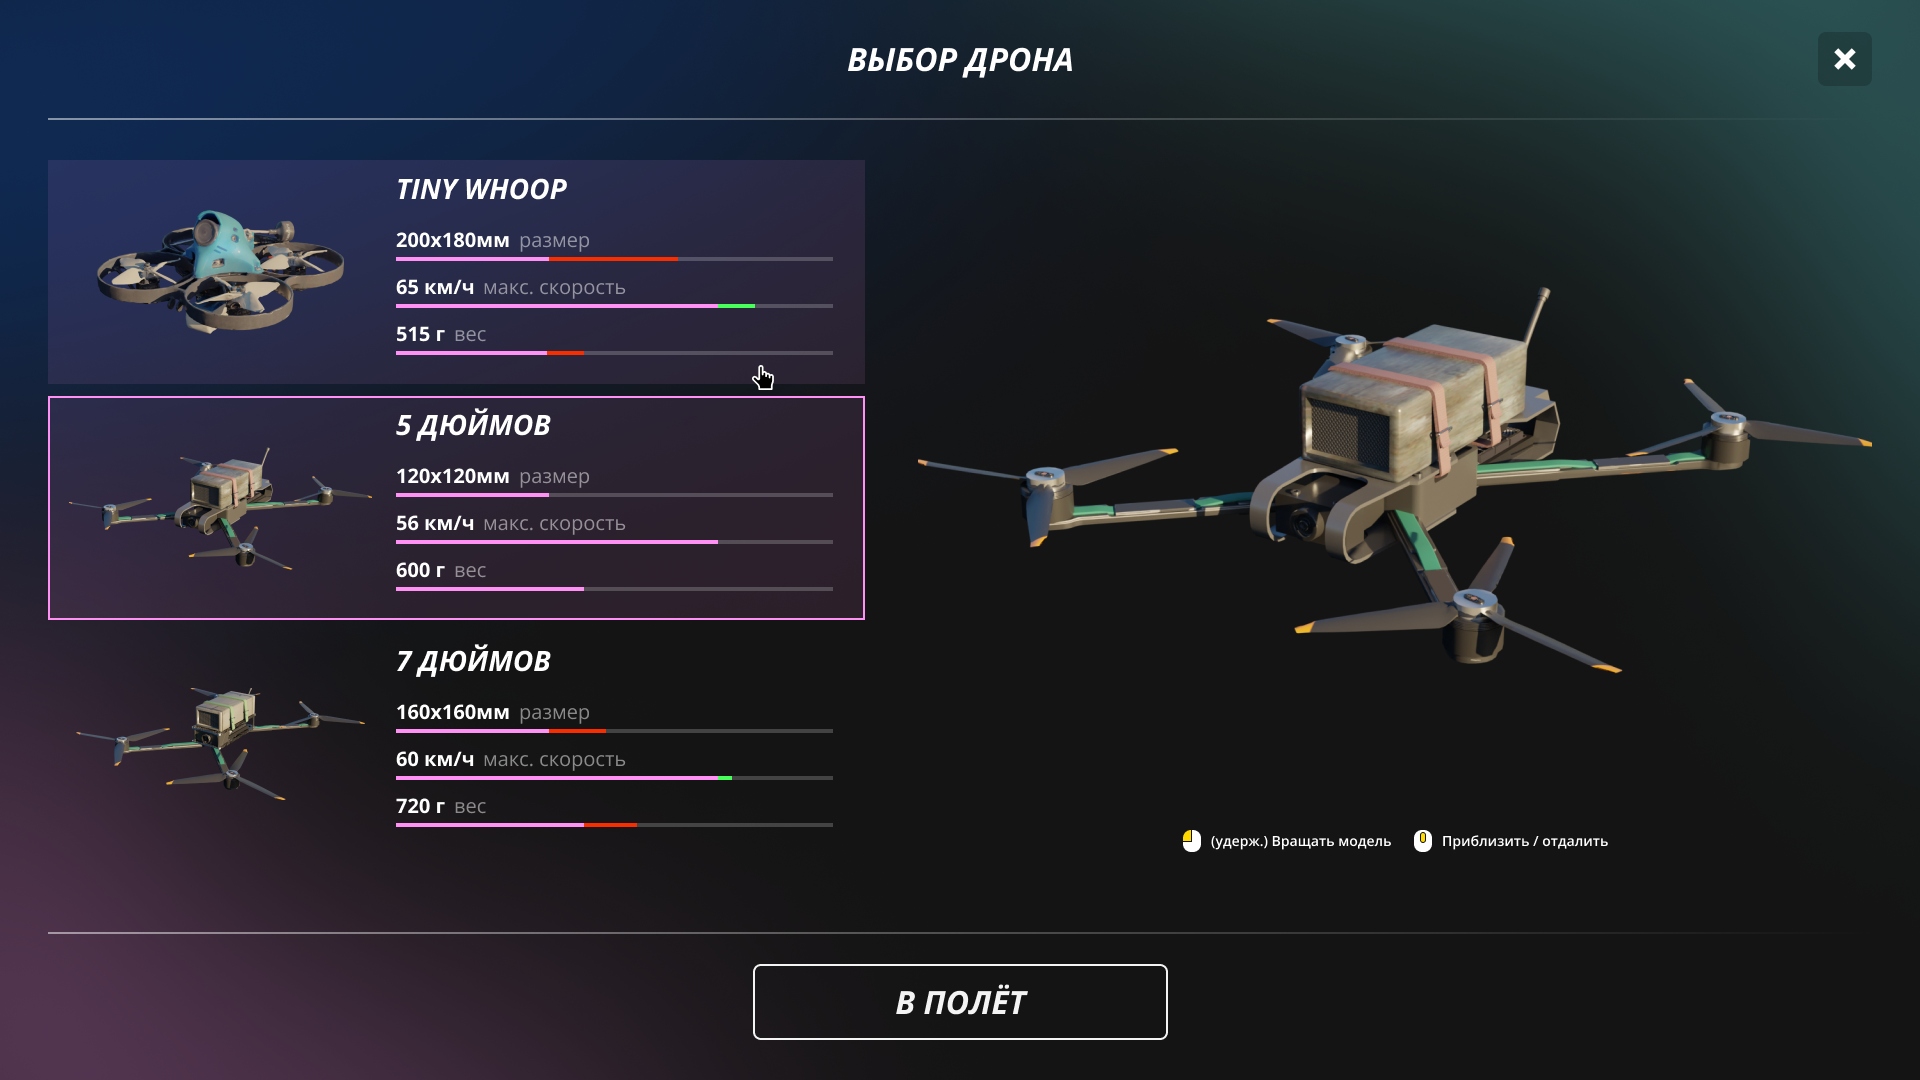 ВЫБОР ДРОНА
TINY WHOOP
200x180мм размер
65 км/ч макс. скорость
515 г вес
5 ДЮЙМОВ
120x120мм размер
56 км/ч макс. скорость
600 г вес
7 ДЮЙМОВ
160x160мм размер
60 км/ч макс. скорость
720 г вес
(удерж.) Вращать модель Приблизить / отдалить
В ПОЛЁТ